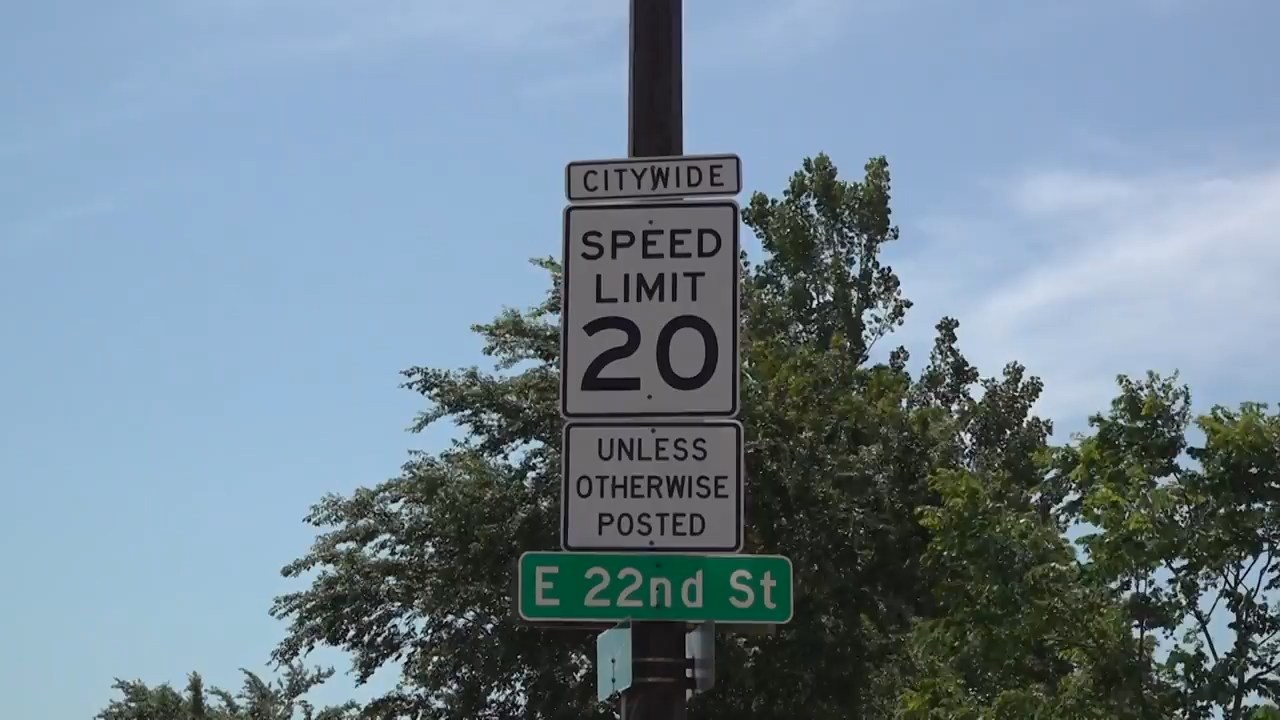 CITYWIDE
SPEED
LIMIT
20
UNLESS
OTHERWISE
POSTED
E 22nd St